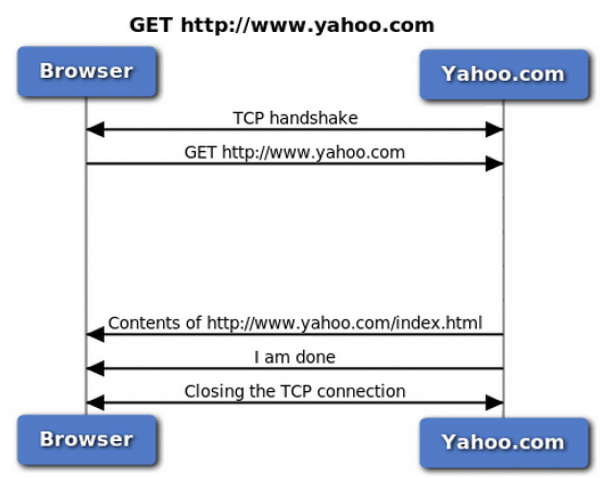 GET http://www.yahoo.com
Browser
Yahoo.com
TCP handshake
GET http://www.yahoo.com
Contents of http://www.yahoo.com/index.html
I am done
Closing the TCP connection
Browser
Yahoo.com